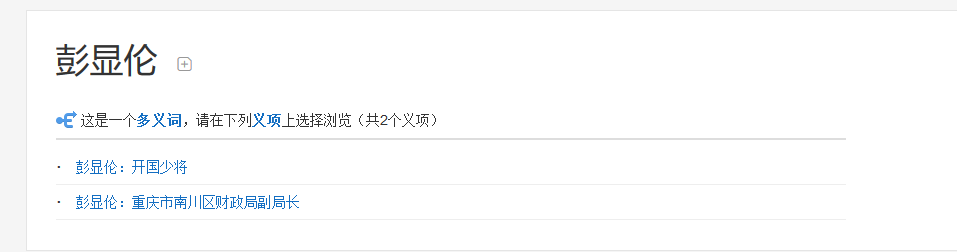 彭显伦
这是一个多义词，请在下列义项上选择浏览（共2个义项）
· 彭显伦：开国少将
· 彭显伦：重庆市南川区财政局副局长